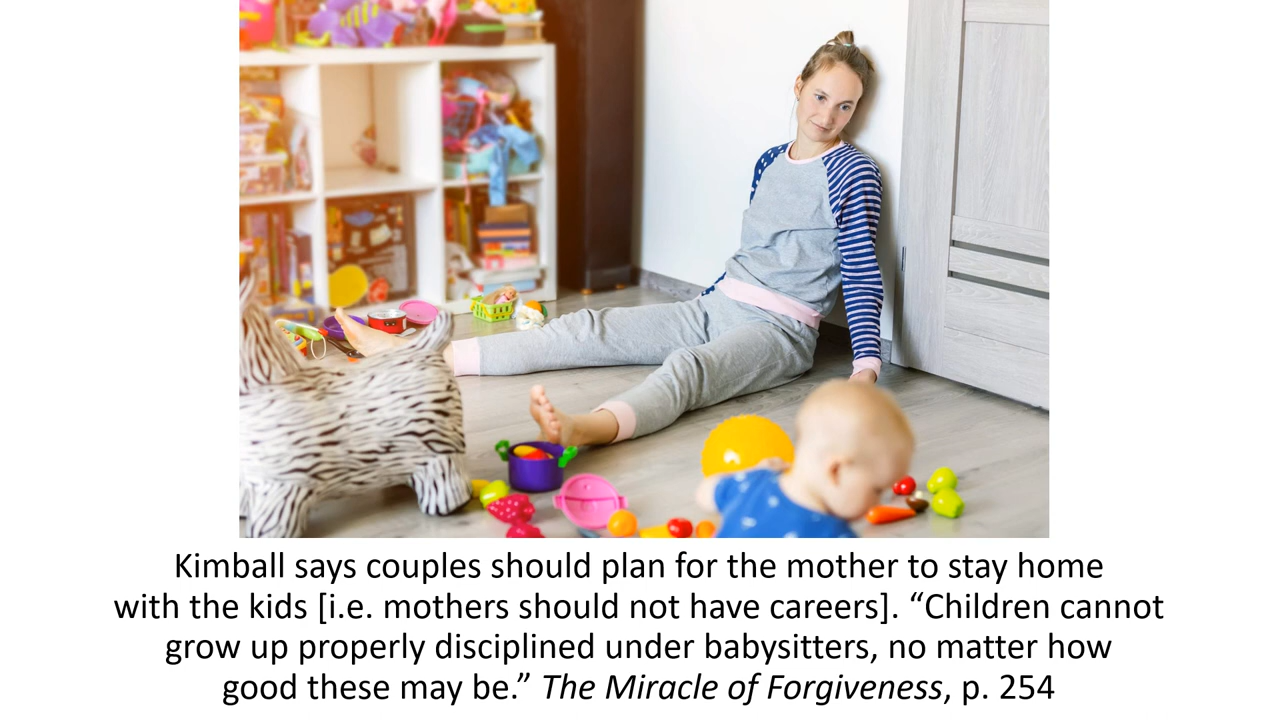 Kimball says couples should plan for the mother to stay home
with the kids [i.e. mothers should not have careers]. “Children cannot
grow up properly disciplined under babysitters, no matter how
good these may be.” The Miracle of Forgiveness, p. 254